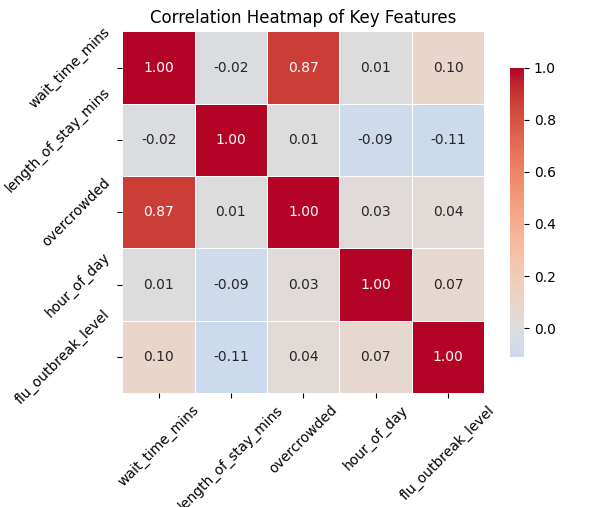 Correlation Heatmap of Key Features
wait_time_mins
1.00 -0.02 0.87 0.01 0.10
length_of_stay_mins
-0.02 1.00 0.01 -0.09 -0.11
overcrowded
0.87 0.01 1.00 0.03 0.04
hour_of_day
0.01 -0.09 0.03 1.00 0.07
flu_outbreak_level
0.10 -0.11 0.04 0.07 1.00
wait_time_mins
length_of_stay_mins
overcrowded
hour_of_day
flu_outbreak_level
1.0
0.8
0.6
0.4
0.2
0.0